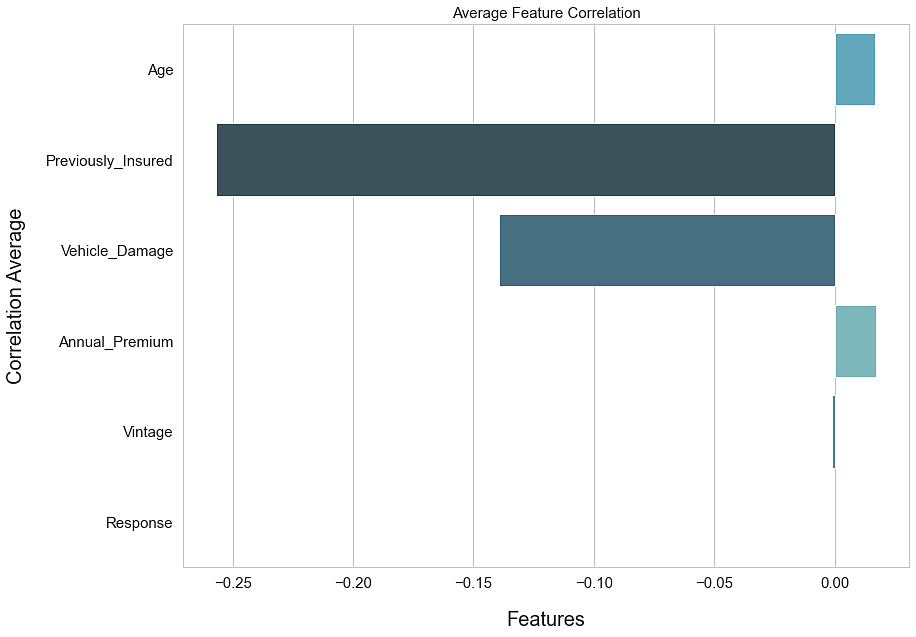 Average Feature Correlation
Correlation Average
Age
Previously_Insured
Vehicle_Damage
Annual_Premium
Vintage
Response
−0.25 −0.20 −0.15 −0.10 −0.05 0.00
Features